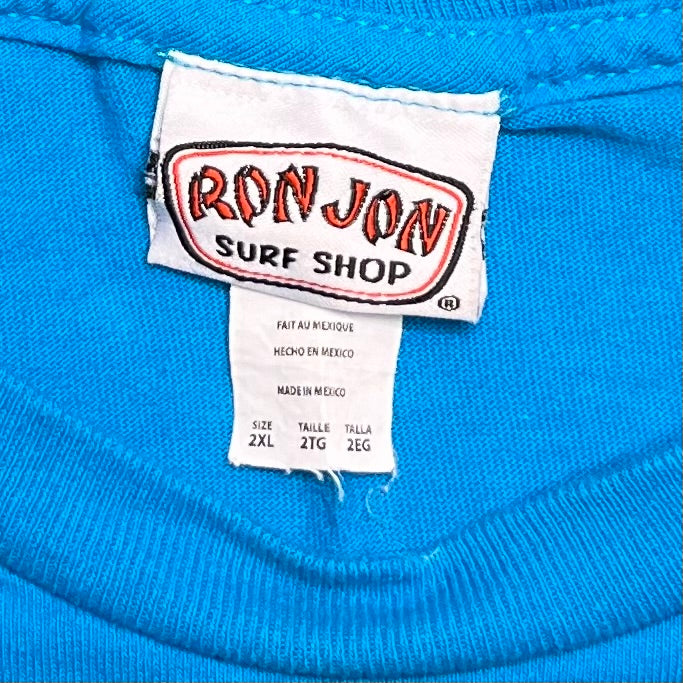 RON JON
SURF SHOP
®
FAIT AU MEXIQUE
HECHO EN MEXICO
MADE IN MEXICO
SIZE TAILLE TALLA
2XL 2TG 2EG